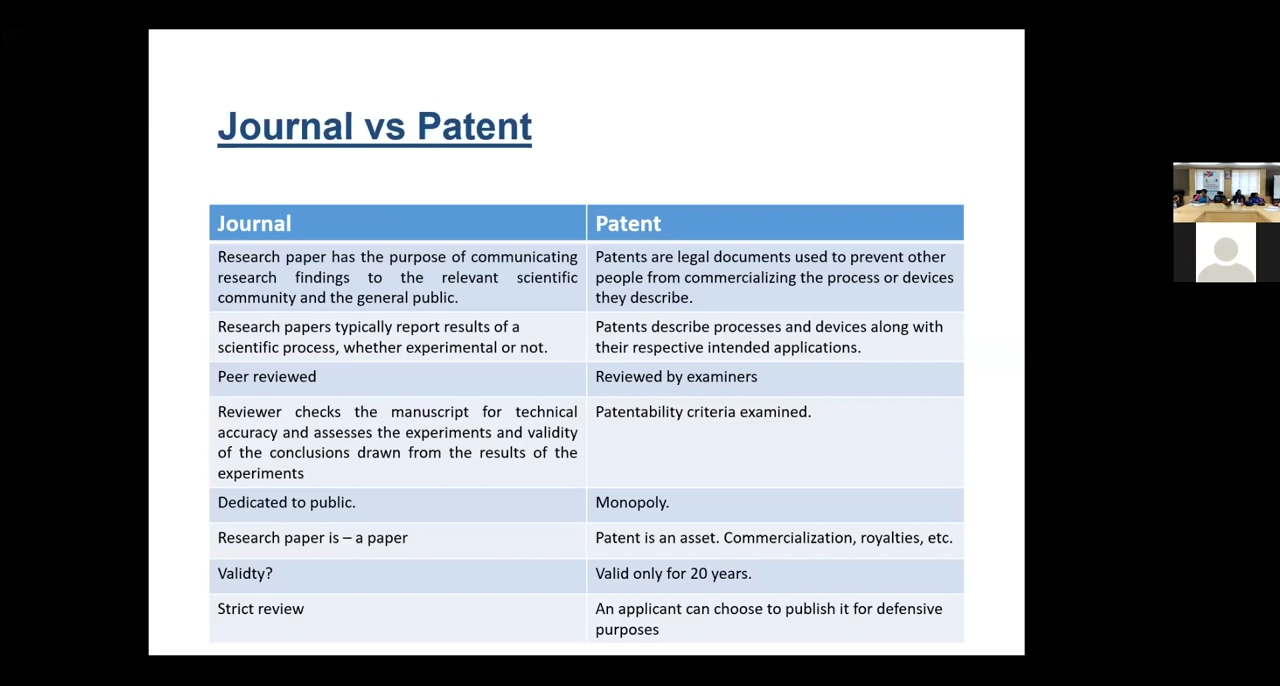 Journal vs Patent
Journal
Patent
Research paper has the purpose of communicating
research findings to the relevant scientific
community and the general public.
Patents are legal documents used to prevent other
people from commercializing the process or devices
they describe.
Research papers typically report results of a
scientific process, whether experimental or not.
Patents describe processes and devices along with
their respective intended applications.
Peer reviewed
Reviewed by examiners
Reviewer checks the manuscript for technical
accuracy and assesses the experiments and validity
of the conclusions drawn from the results of the
experiments
Patentability criteria examined.
Dedicated to public.
Monopoly.
Research paper is – a paper
Patent is an asset. Commercialization, royalties, etc.
Validty?
Valid only for 20 years.
Strict review
An applicant can choose to publish it for defensive
purposes